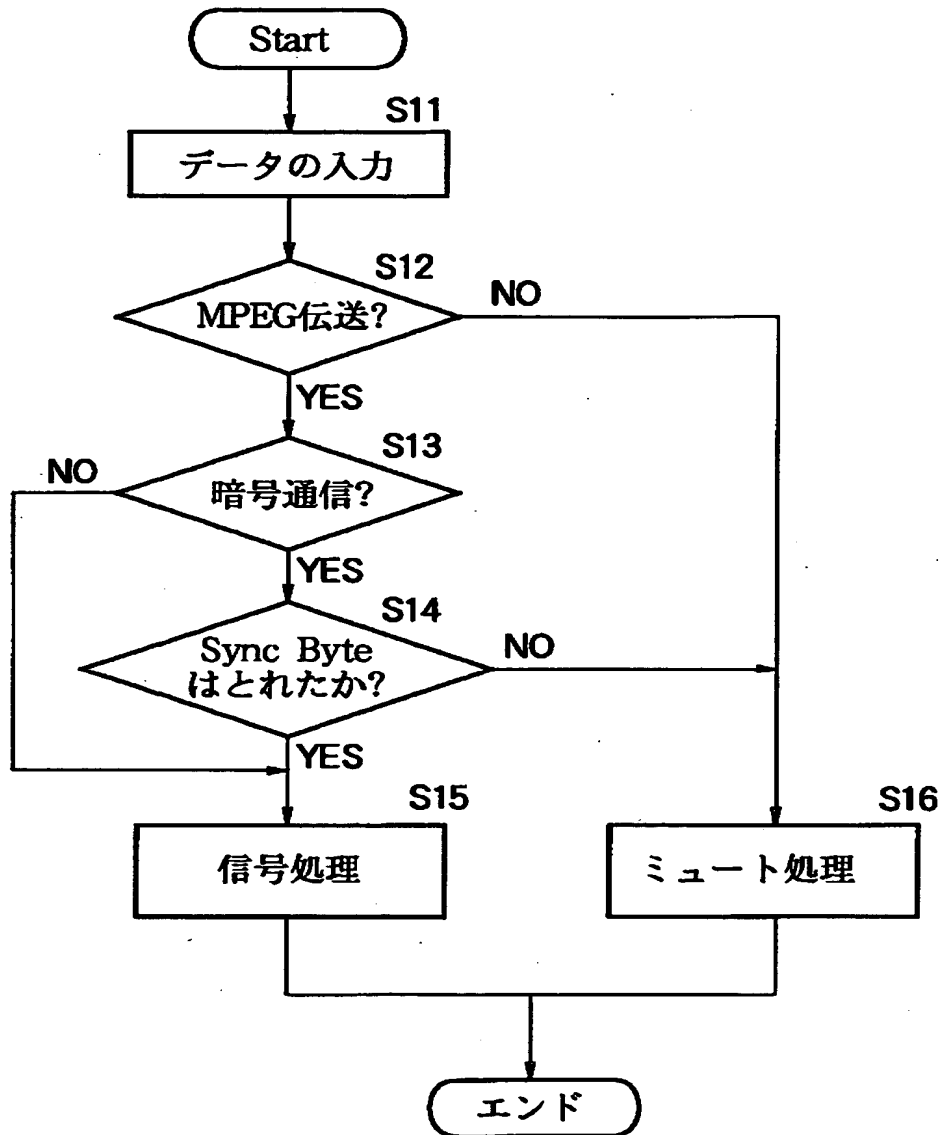 Start
S11
データの入力
S12
MPEG伝送?
NO
YES
S13
NO
暗号通信?
YES
S14
Sync Byte
はとれたか?
NO
YES
S15
信号処理
S16
ミュート処理
エンド